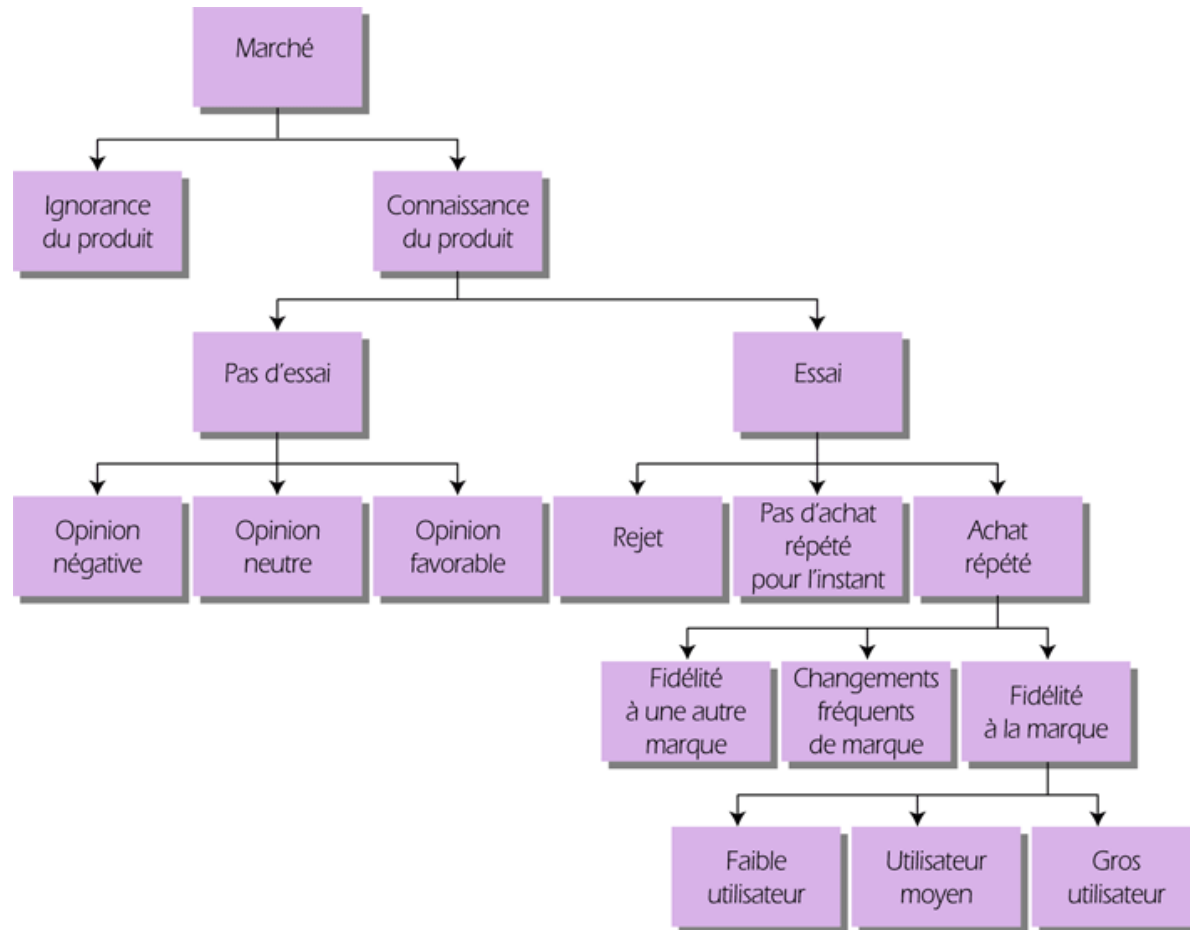 Marché
Ignorance
du produit
Connaissance
du produit
Pas d'essai
Essai
Opinion
négative
Opinion
neutre
Opinion
favorable
Rejet
Pas d'achat
répété
pour l'instant
Achat
répété
Fidélité
à une autre
marque
Changements
fréquents
de marque
Fidélité
à la marque
Faible
utilisateur
Utilisateur
moyen
Gros
utilisateur